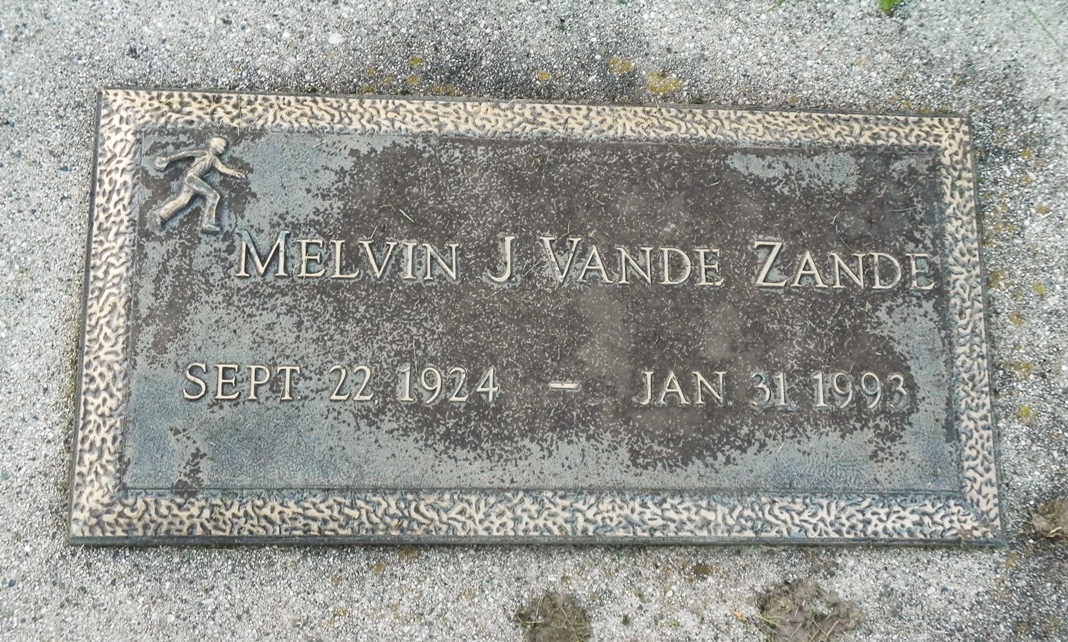 MELVIN J VANDE ZANDE
SEPT 22 1924 – JAN 31 1993